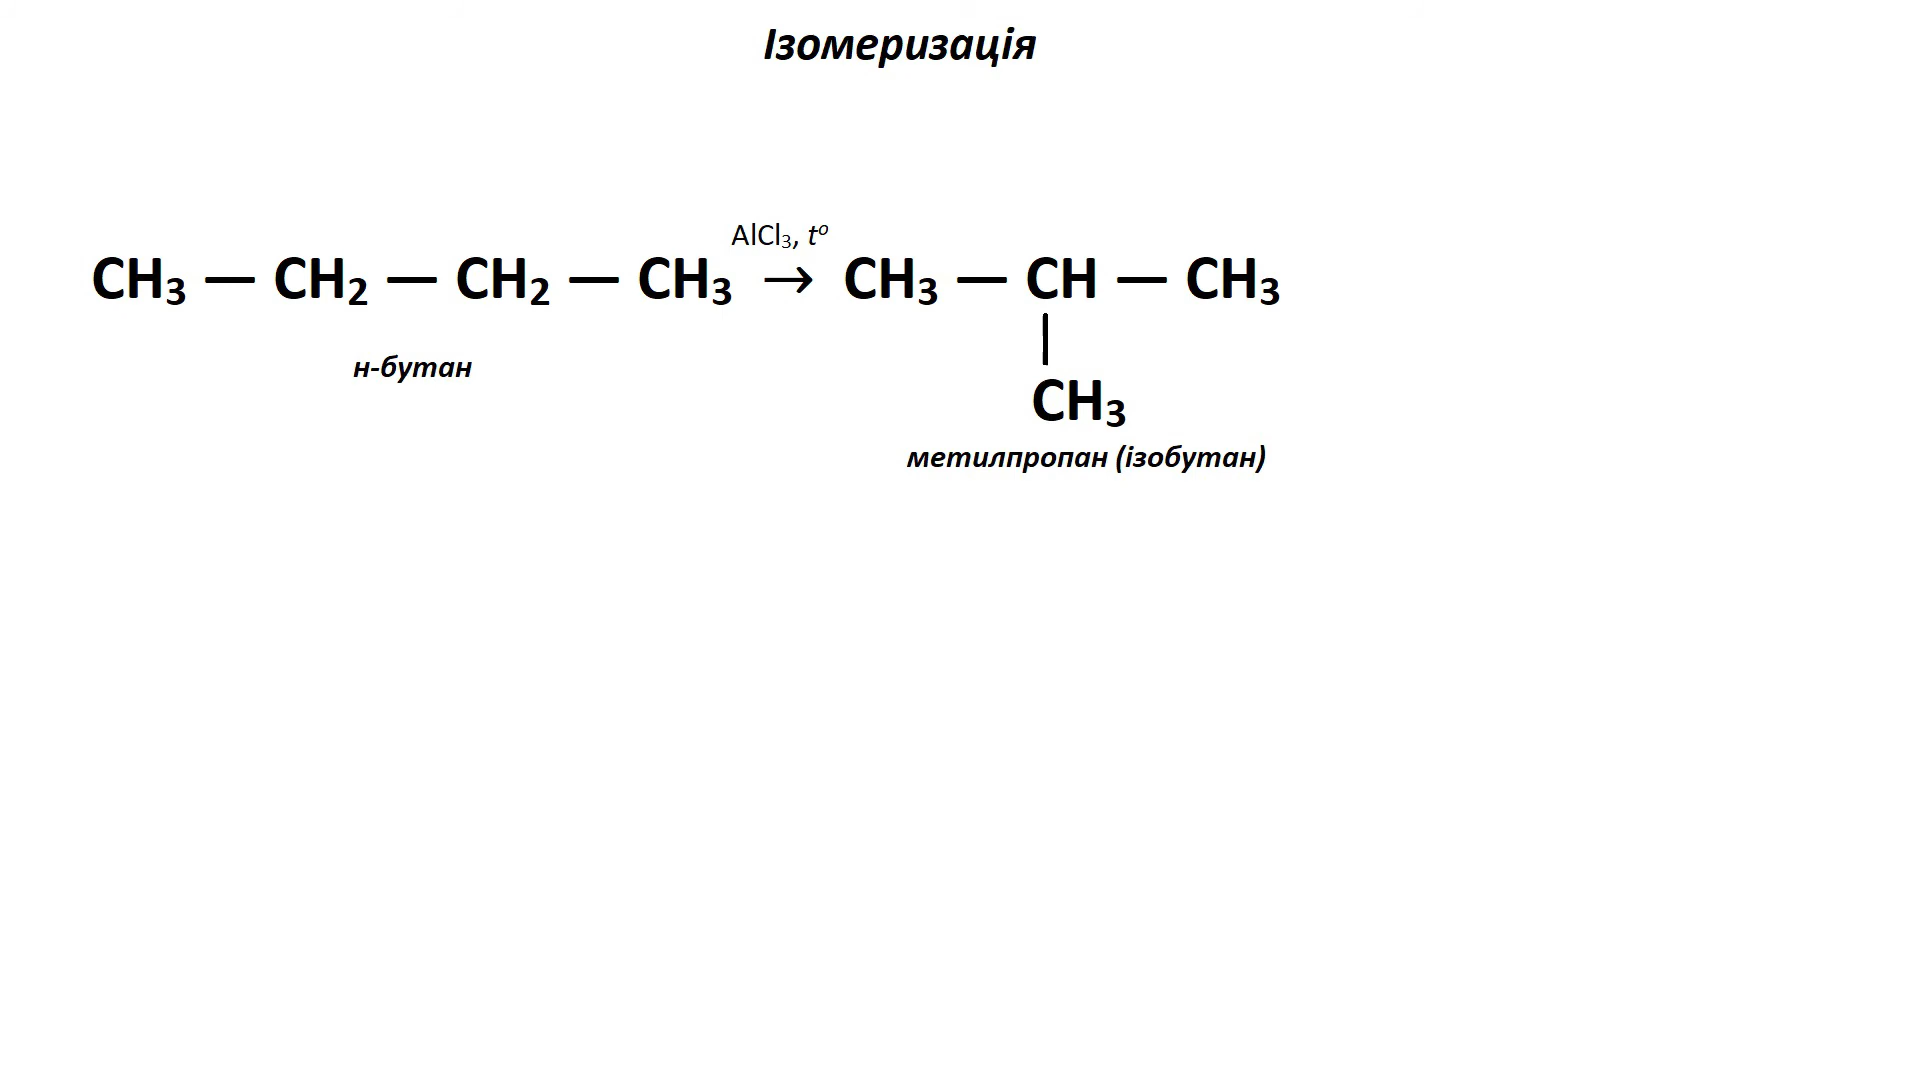 Ізомеризація
AlCl₃, tᵒ
CH₃ — CH₂ — CH₂ — CH₃ → CH₃ — CH — CH₃
|
н-бутан
CH₃
метилпропан (ізобутан)